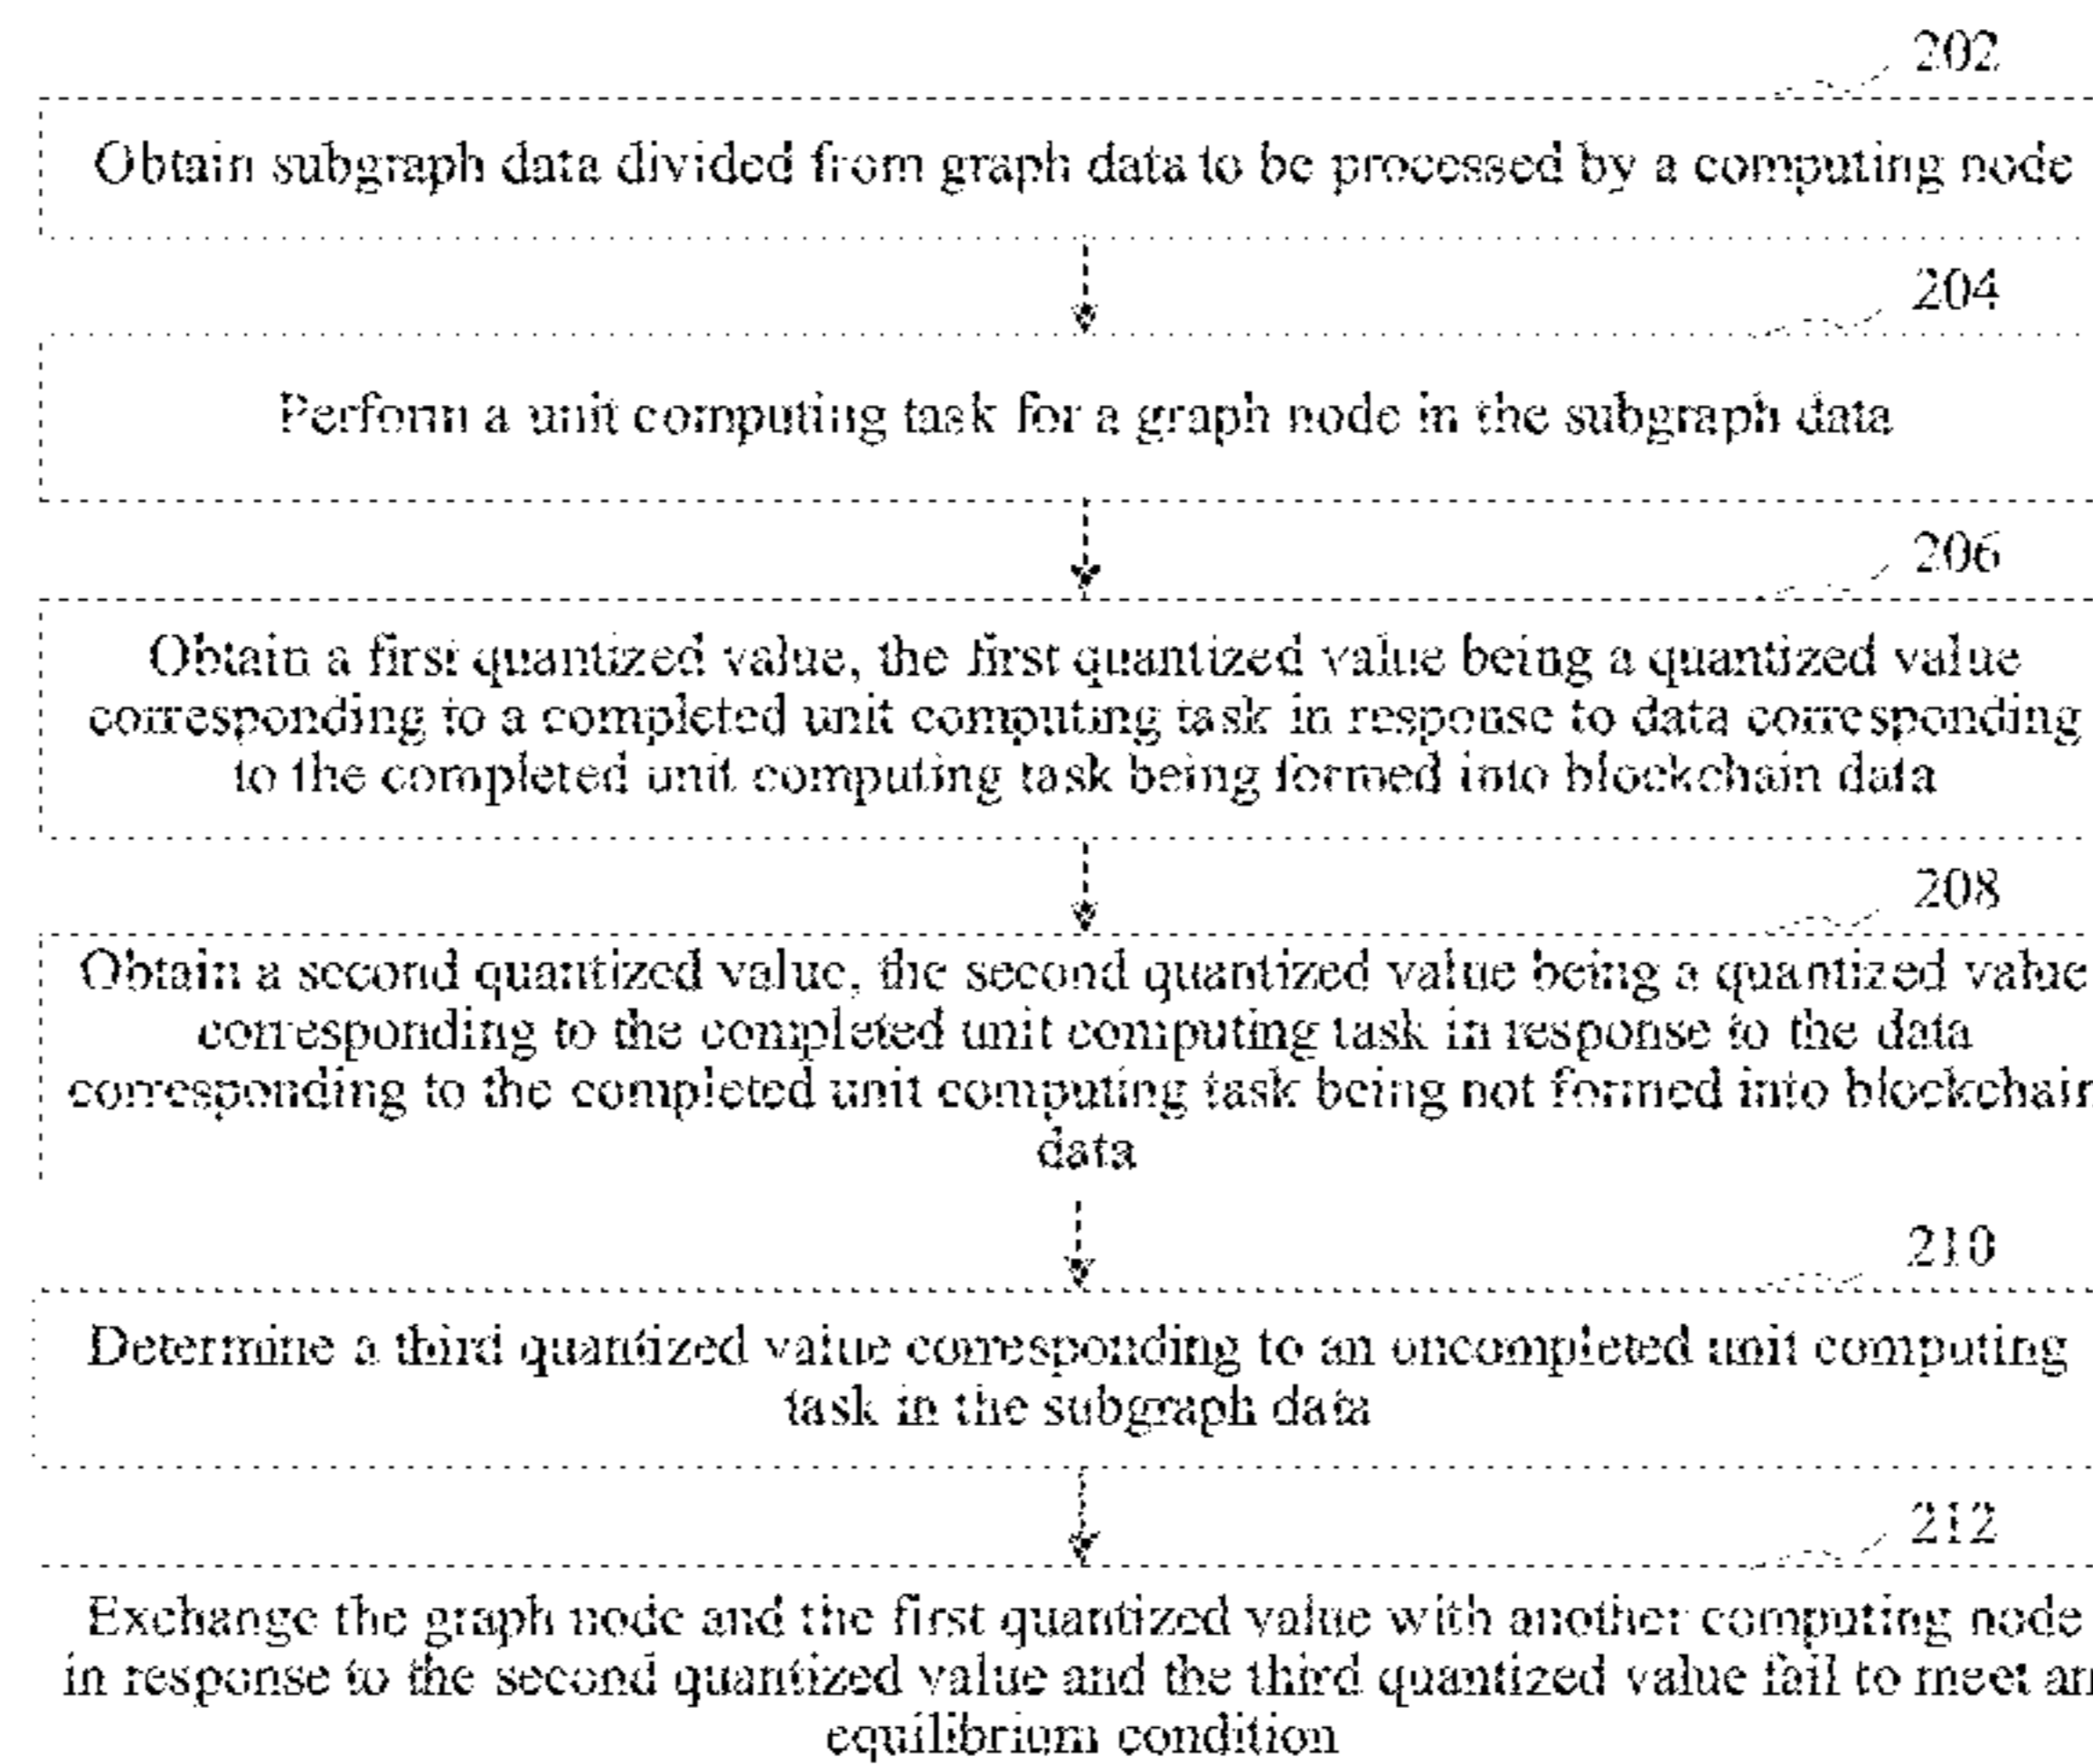 202
Obtain subgraph data divided from graph data to be processed by a computing node
204
Perform a unit computing task for a graph node in the subgraph data
206
Obtain a first quantized value, the first quantized value being a quantized value
corresponding to a completed unit computing task in response to data corresponding
to the completed unit computing task being formed into blockchain data
208
Obtain a second quantized value, the second quantized value being a quantized value
corresponding to the completed unit computing task in response to the data
corresponding to the completed unit computing task being not formed into blockchain
data
210
Determine a third quantized value corresponding to an uncompleted unit computing
task in the subgraph data
212
Exchange the graph node and the first quantized value with another computing node
in response to the second quantized value and the third quantized value fail to meet an
equilibrium condition